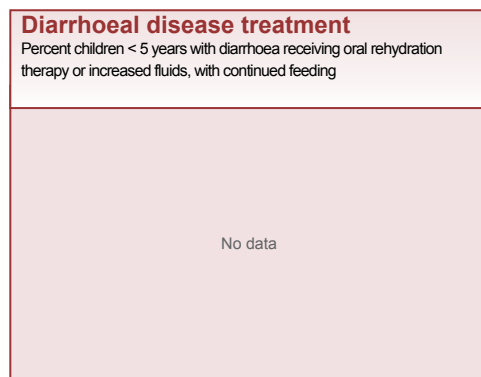 Diarrhoeal disease treatment
Percent children < 5 years with diarrhoea receiving oral rehydration
therapy or increased fluids, with continued feeding
No data